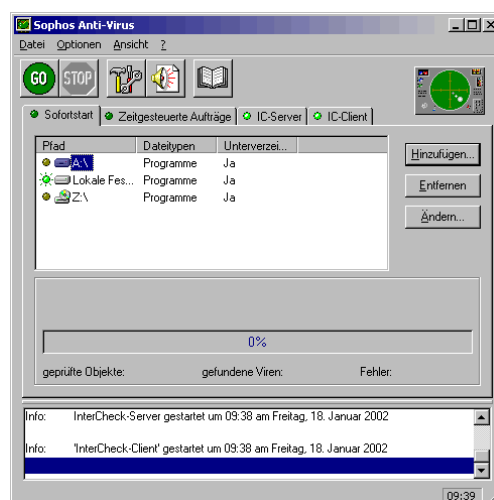 Sophos Anti-Virus
Datei Optionen Ansicht ?
GO STOP
Sofortstart Zeitgesteuerte Aufträge IC-Server IC-Client
Pfad Dateitypen Unterverzei...
A:\ Programme Ja
Lokale Fes... Programme Ja
Z:\ Programme Ja
Hinzufügen...
Entfernen
Ändern...
0%
geprüfte Objekte: gefundene Viren: Fehler:
Info: InterCheck-Server gestartet um 09:38 am Freitag, 18. Januar 2002
Info: 'InterCheck-Client' gestartet um 09:38 am Freitag, 18. Januar 2002
09:39